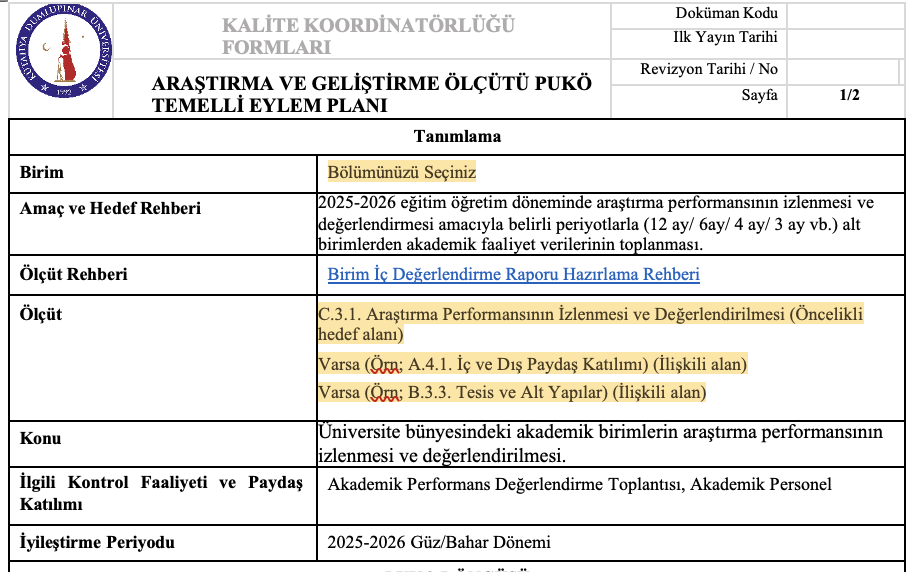 KÜTAHYA DUMLUPINAR ÜNİVERSİTESİ
1992
KALİTE KOORDİNATÖRLÜĞÜ
FORMLARI
ARAŞTIRMA VE GELİŞTİRME ÖLÇÜTÜ PUKÖ
TEMELLİ EYLEM PLANI
Doküman Kodu
Ilk Yayın Tarihi
Revizyon Tarihi / No
Sayfa
1/2
Tanımlama
Birim
Bölümünüzü Seçiniz
Amaç ve Hedef Rehberi
2025-2026 eğitim öğretim döneminde araştırma performansının izlenmesi ve
değerlendirmesi amacıyla belirli periyotlarla (12 ay/ 6ay/ 4 ay/ 3 ay vb.) alt
birimlerden akademik faaliyet verilerinin toplanması.
Ölçüt Rehberi
Birim İç Değerlendirme Raporu Hazırlama Rehberi
Ölçüt
C.3.1. Araştırma Performansının İzlenmesi ve Değerlendirilmesi (Öncelikli
hedef alanı)
Varsa (Örn; A.4.1. İç ve Dış Paydaş Katılımı) (İlişkili alan)
Varsa (Örn; B.3.3. Tesis ve Alt Yapılar) (İlişkili alan)
Konu
Üniversite bünyesindeki akademik birimlerin araştırma performansının
izlenmesi ve değerlendirilmesi.
İlgili Kontrol Faaliyeti ve Paydaş
Katılımı
Akademik Performans Değerlendirme Toplantısı, Akademik Personel
İyileştirme Periyodu
2025-2026 Güz/Bahar Dönemi